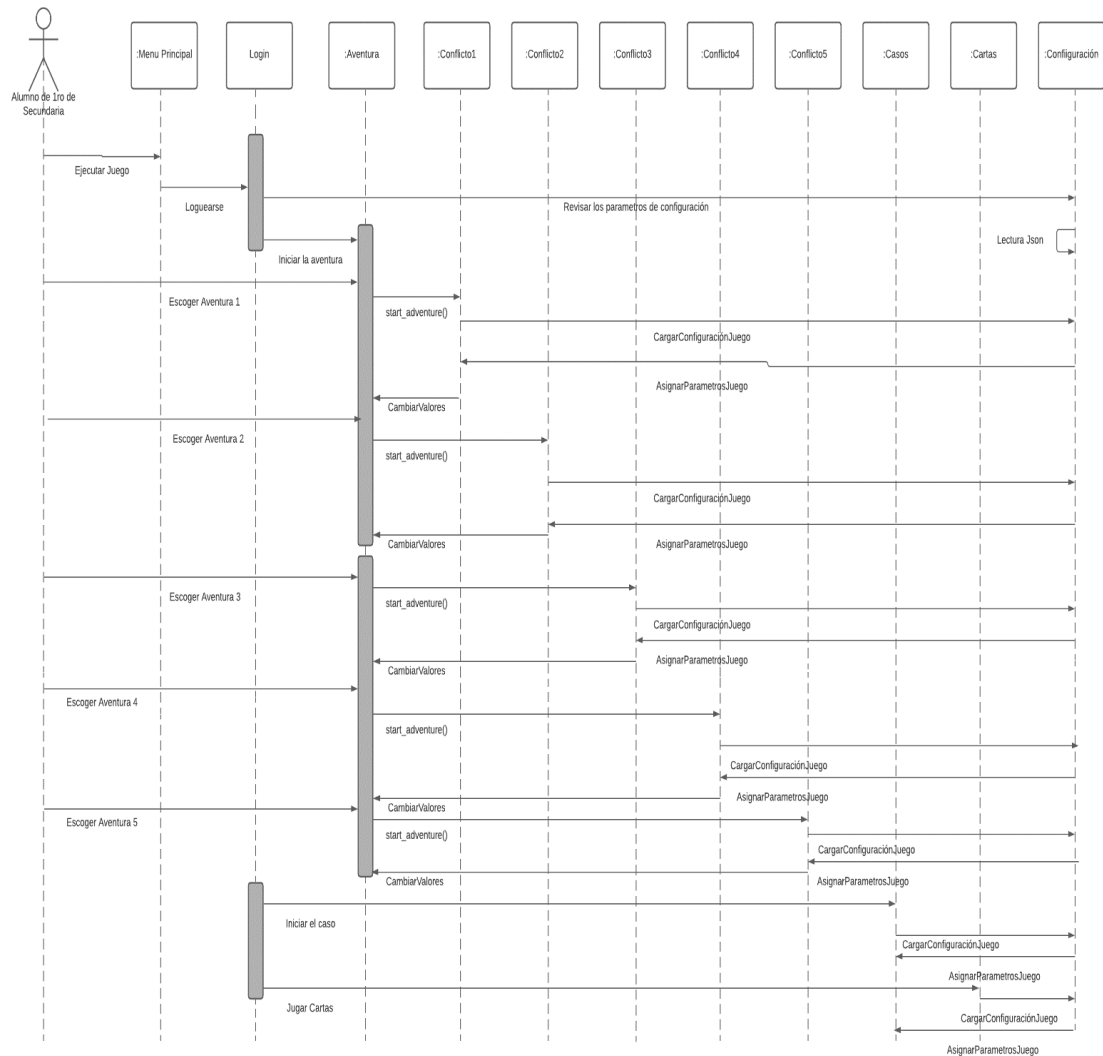 :Menu Principal
Login
:Aventura
:Conflicto1
:Conflicto2
:Conflicto3
:Conflicto4
:Conflicto5
:Casos
:Cartas
:Confiiguración
Alumno de 1ro de
Secundaria
Ejecutar Juego
Loguearse
Revisar los parametros de configuración
Lectura Json
Iniciar la aventura
Escoger Aventura 1
start_adventure()
CargarConfiguraciónJuego
AsignarParametrosJuego
CambiarValores
Escoger Aventura 2
start_adventure()
CargarConfiguraciónJuego
AsignarParametrosJuego
CambiarValores
Escoger Aventura 3
start_adventure()
CargarConfiguraciónJuego
AsignarParametrosJuego
CambiarValores
Escoger Aventura 4
start_adventure()
CargarConfiguraciónJuego
AsignarParametrosJuego
CambiarValores
Escoger Aventura 5
start_adventure()
CargarConfiguraciónJuego
AsignarParametrosJuego
CambiarValores
Iniciar el caso
CargarConfiguraciónJuego
AsignarParametrosJuego
Jugar Cartas
CargarConfiguraciónJuego
AsignarParametrosJuego